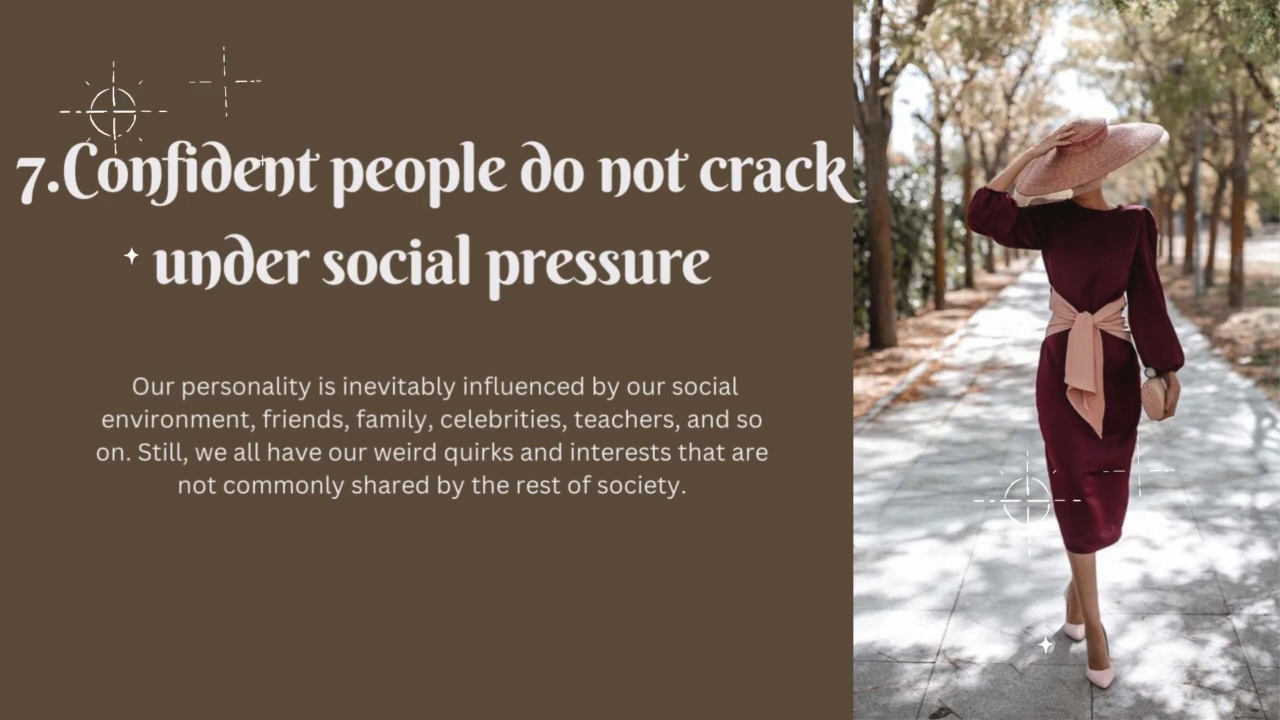 7.Confident people do not crack
under social pressure
Our personality is inevitably influenced by our social
environment, friends, family, celebrities, teachers, and so
on. Still, we all have our weird quirks and interests that are
not commonly shared by the rest of society.